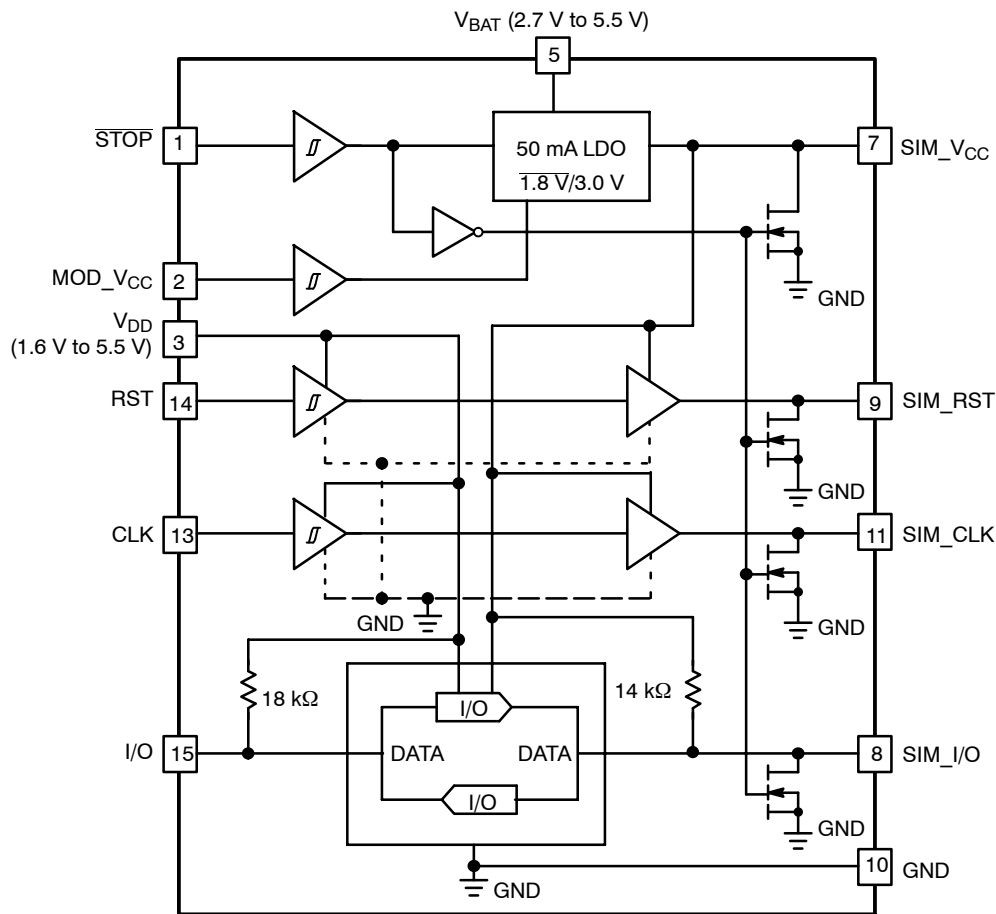 V_BAT (2.7 V to 5.5 V)
5
STOP
1
50 mA LDO
1.8 V/3.0 V
7
SIM_V_CC
MOD_V_CC
2
GND
V_DD
(1.6 V to 5.5 V)
3
RST
14
9
SIM_RST
GND
CLK
13
11
SIM_CLK
GND
GND
18 kΩ
14 kΩ
I/O
I/O
15
DATA
DATA
8
SIM_I/O
I/O
GND
10
GND
GND